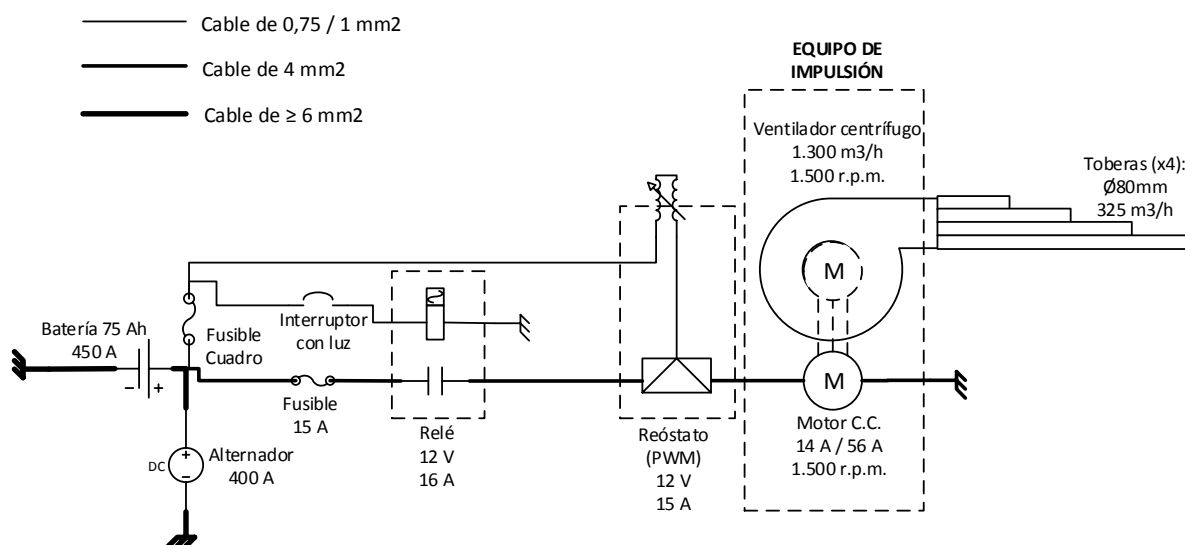 Cable de 0,75 / 1 mm2
Cable de 4 mm2
Cable de ≥ 6 mm2
EQUIPO DE
IMPULSIÓN
Ventilador centrífugo
1.300 m3/h
1.500 r.p.m.
Toberas (x4):
Ø80mm
325 m3/h
M
Batería 75 Ah
450 A
Fusible
Cuadro
Interruptor
con luz
- +
Fusible
15 A
Relé
12 V
16 A
Reóstato
(PWM)
12 V
15 A
M
Motor C.C.
14 A / 56 A
1.500 r.p.m.
DC
+
-
Alternador
400 A